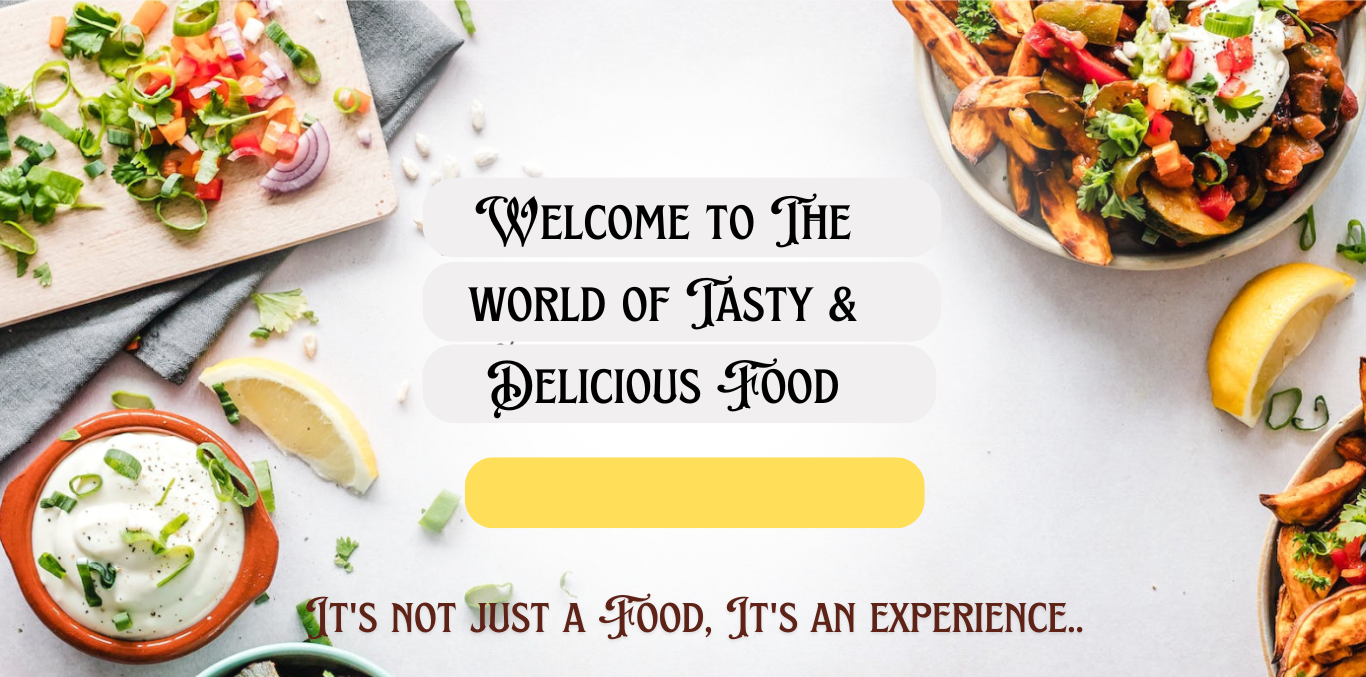 Welcome to The
world of Tasty &
Delicious Food
It's not just a Food, It's an experience..